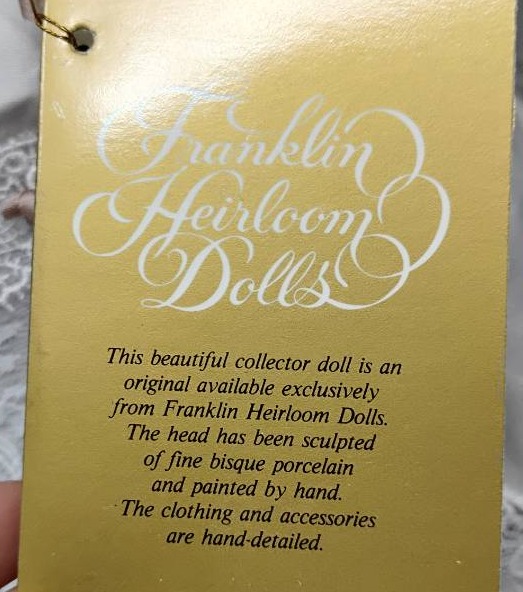 Franklin
Heirloom
Dolls
This beautiful collector doll is an
original available exclusively
from Franklin Heirloom Dolls.
The head has been sculpted
of fine bisque porcelain
and painted by hand.
The clothing and accessories
are hand-detailed.